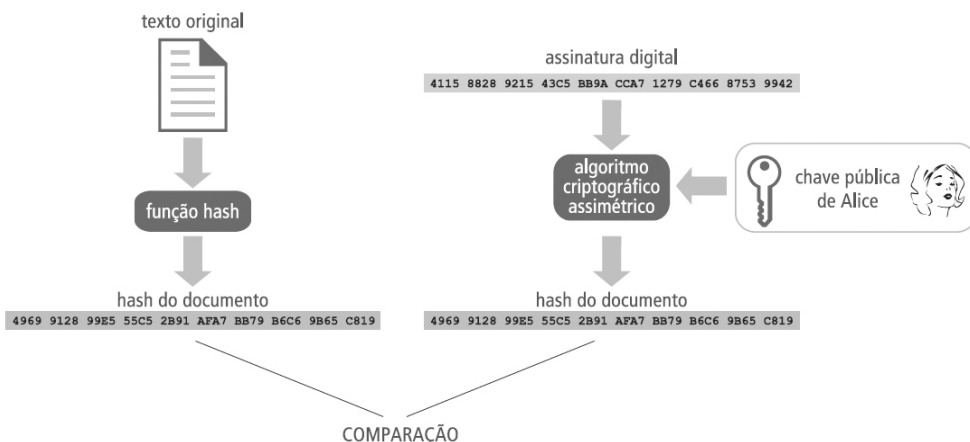 texto original
função hash
hash do documento
4969 9128 99E5 55C5 2B91 AFA7 BB79 B6C6 9B65 C819
assinatura digital
4115 8828 9215 43C5 BB9A CCA7 1279 C466 8753 9942
algoritmo
criptográfico
assimétrico
chave pública
de Alice
hash do documento
4969 9128 99E5 55C5 2B91 AFA7 BB79 B6C6 9B65 C819
COMPARACÃO